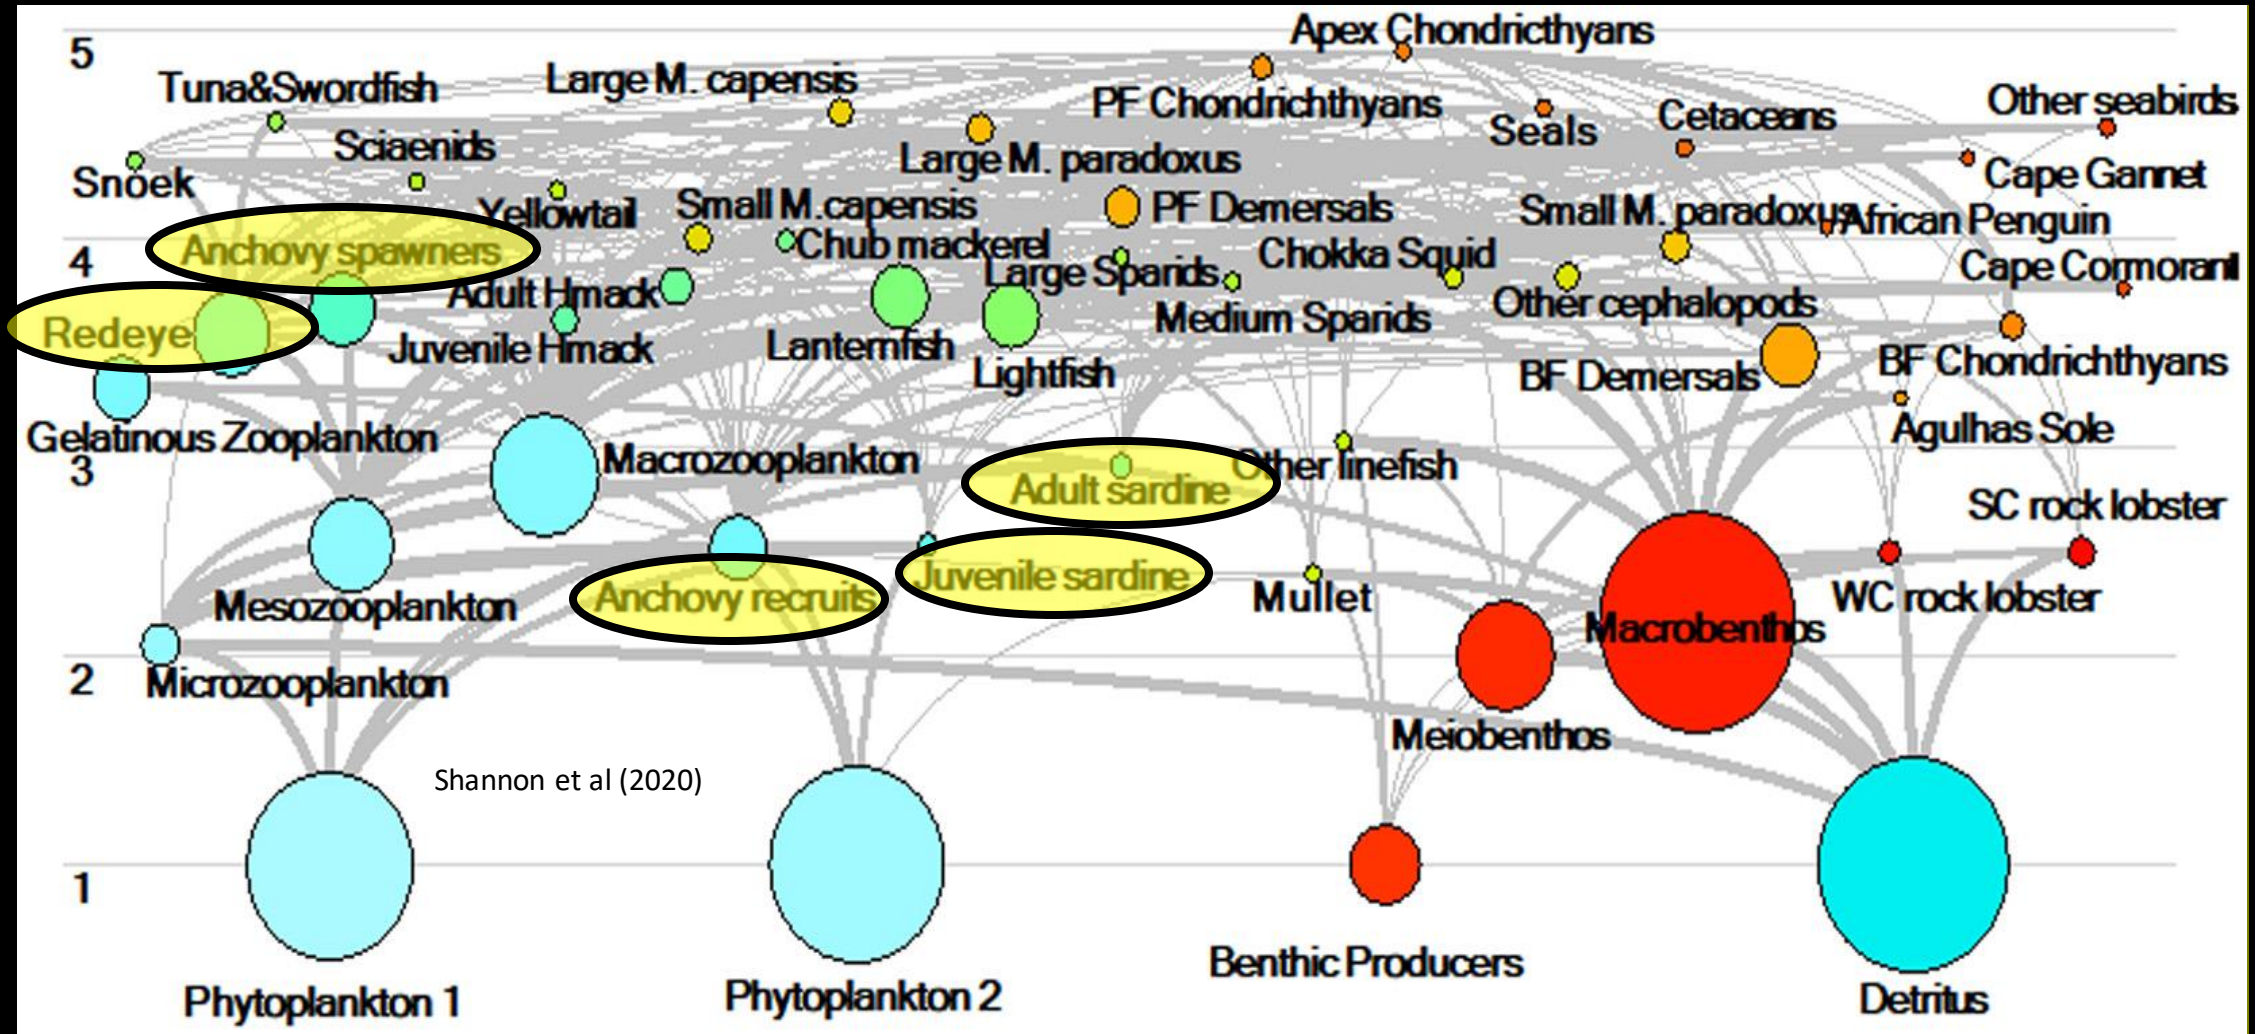 Apex Chondricthyans
5
Tuna&Swordfish
Large M. capensis
PF Chondrichthyans
Other seabirds
Seals
Cetaceans
Sciaenids
Large M. paradoxus
Snoek
Cape Gannet
Yellowtail
Small M.capensis
PF Demersals
Small M. paradoxus
African Penguin
Anchovy spawners
4
Chub mackerel
Chokka Squid
Large Sparids
Cape Cormorant
Adult Hmack
Other cephalopods
Redeye
Medium Sparids
Juvenile Hmack
Lanternfish
Lightfish
BF Demersals
BF Chondrichthyans
Gelatinous Zooplankton
Agulhas Sole
3
Macrozooplankton
Other linefish
Adult sardine
SC rock lobster
Juvenile sardine
Mesozooplankton
Anchovy recruits
Mullet
WC rock lobster
Macrobenthos
2
Microzooplankton
Meiobenthos
Shannon et al (2020)
1
Benthic Producers
Phytoplankton 1
Phytoplankton 2
Detritus